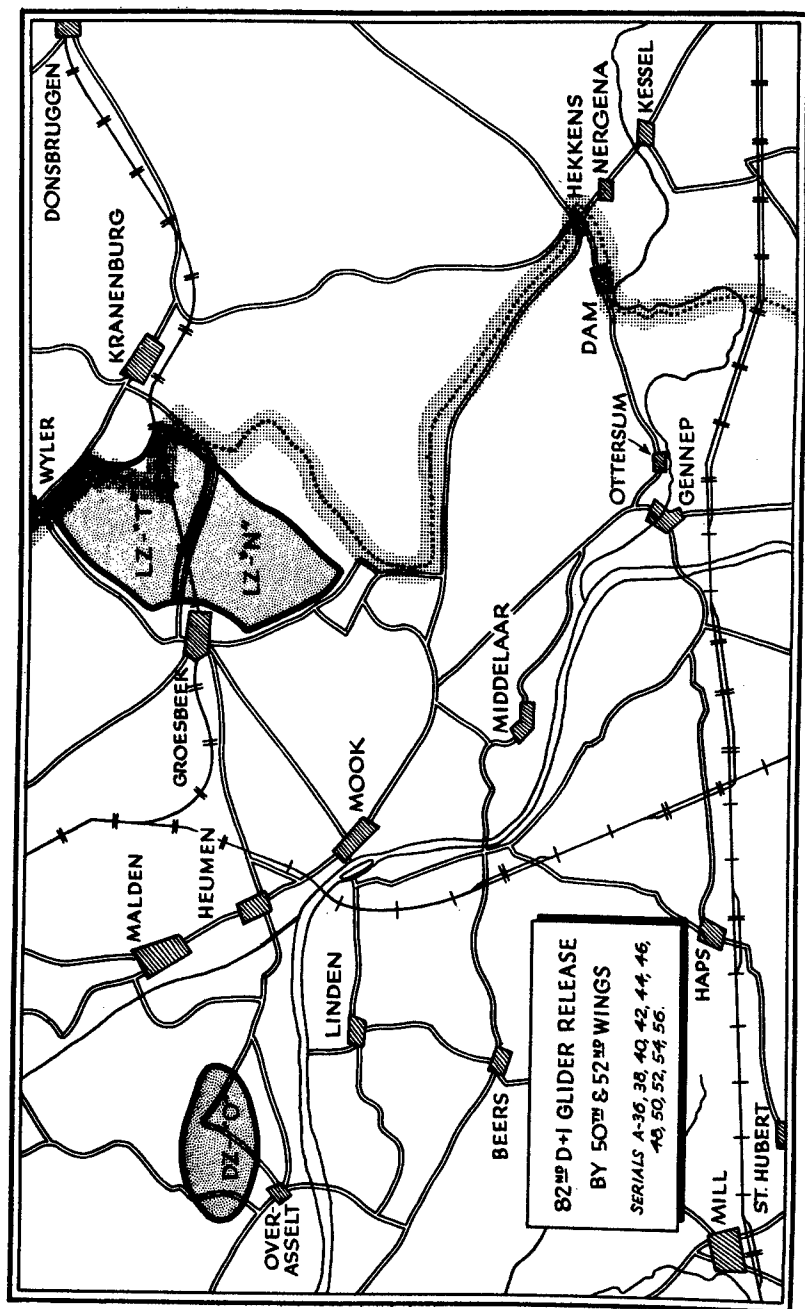 DONSBRUGGEN
KRANENBURG
WYLER
LZ-"T"
LZ-"N"
GROESBEEK
HEKKENS
NERGENA
KESSEL
DAM
OTTERSUM
GENNEP
MIDDELAAR
MOOK
HEUMEN
MALDEN
LINDEN
DZ-"O"
OVER-
ASSELT
BEERS
HAPS
MILL
ST. HUBERT
82ND D+1 GLIDER RELEASE
BY 50TH & 52ND WINGS
SERIALS A-36, 38, 40, 42, 44, 46,
48, 50, 52, 54, 56.